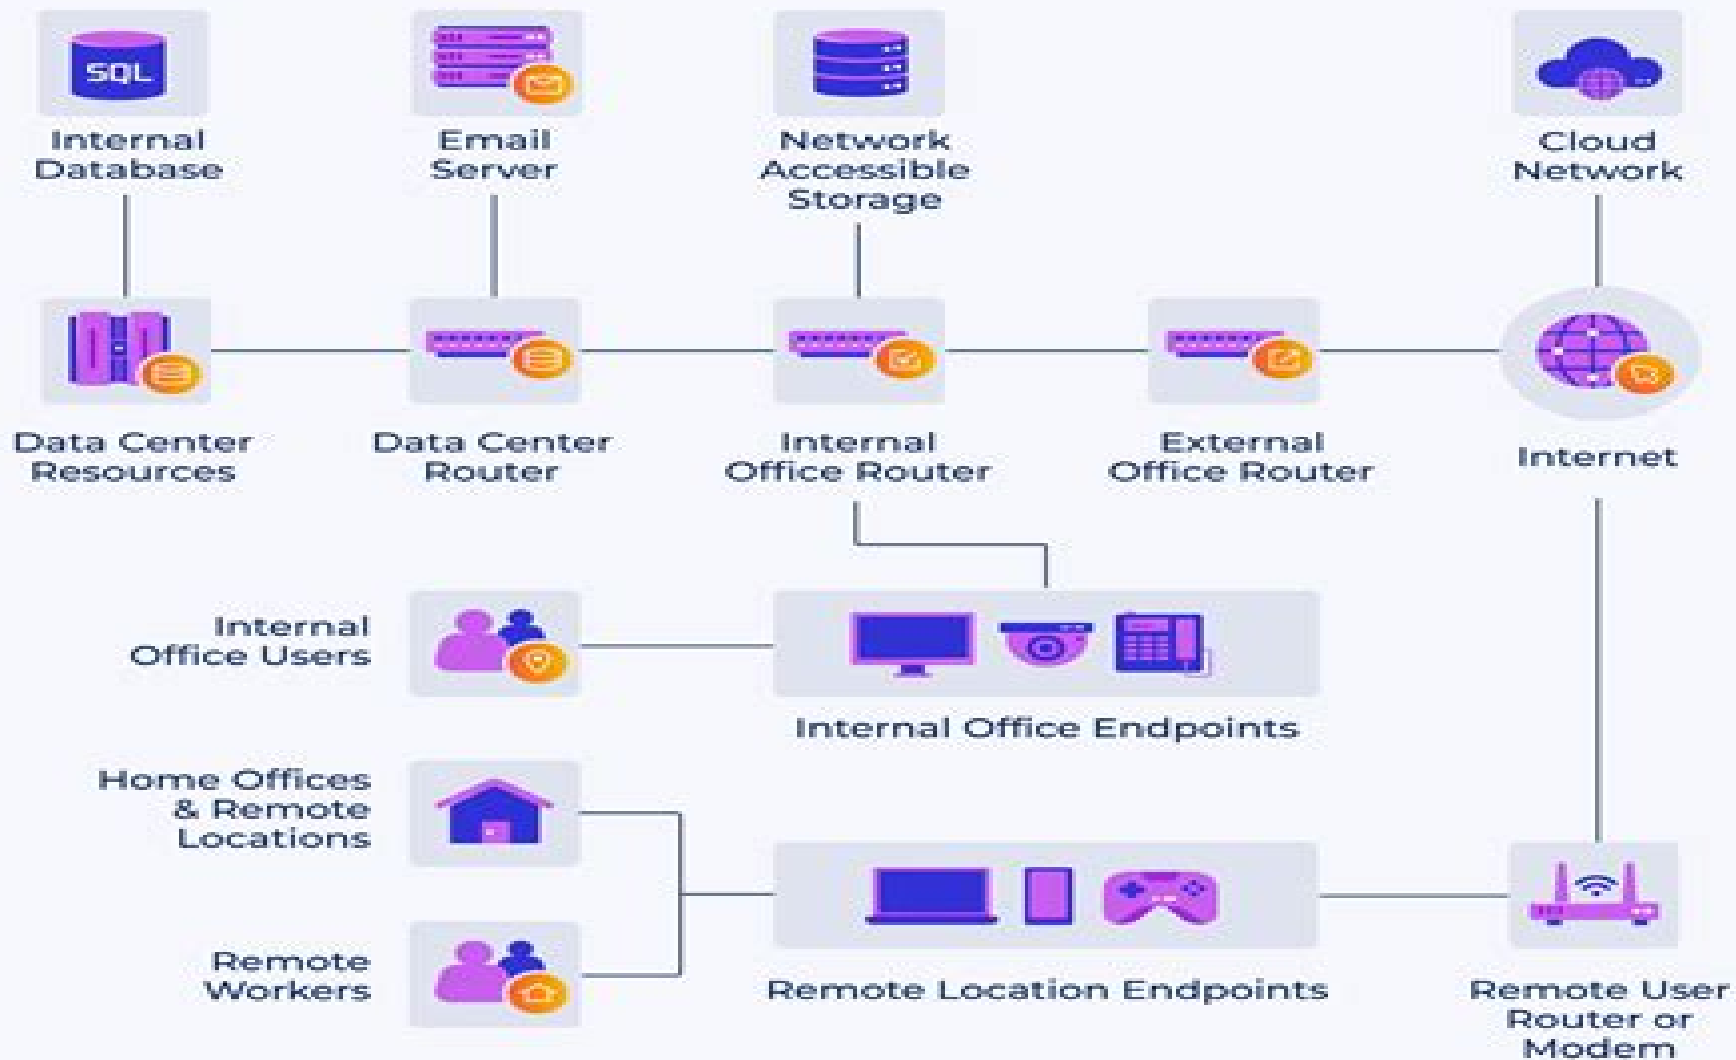 SQL
Internal
Database
Email
Server
Network
Accessible
Storage
Cloud
Network
Data Center
Resources
Data Center
Router
Internal
Office Router
External
Office Router
Internet
Internal
Office Users
Internal Office Endpoints
Home Offices
& Remote
Locations
Remote
Workers
Remote Location Endpoints
Remote User
Router or
Modem